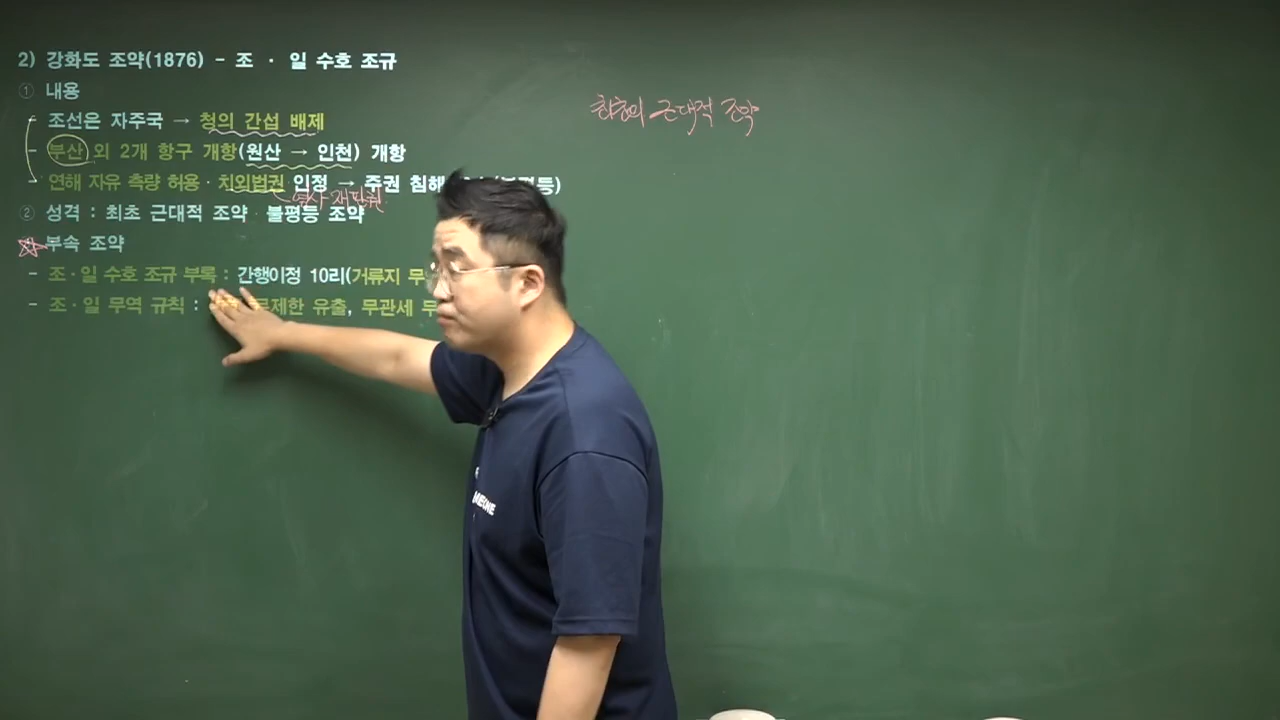 2) 강화도 조약(1876) - 조 · 일 수호 조규
① 내용
- 조선은 자주국 → 청의 간섭 배제
- 부산 외 2개 항구 개항(원산 → 인천) 개항
- 연해 자유 측량 허용 · 치외법권 인정 → 주권 침해 등)
영사 재판권
② 성격 : 최초 근대적 조약 불평등 조약
☆ 부속 조약
- 조 · 일 수호 조규 부록 : 간행이정 10리(거류지 무
- 조 · 일 무역 규칙 : 무제한 유출, 무관세 무
최초의 근대적 조약